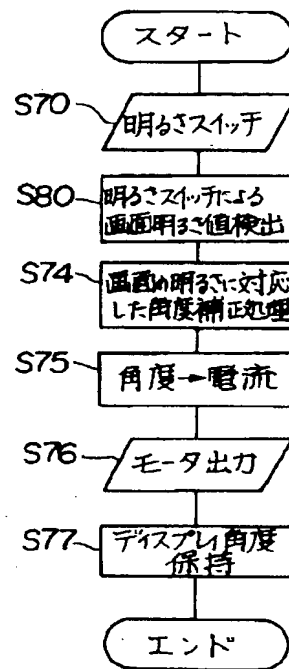 スタート
S70
明るさスイッチ
S80
明るさスイッチによる
画面明るさ値検出
S74
画面の明るさに対応
した角度補正処理
S75
角度→電流
S76
モータ出力
S77
ディスプレイ角度
保持
エンド